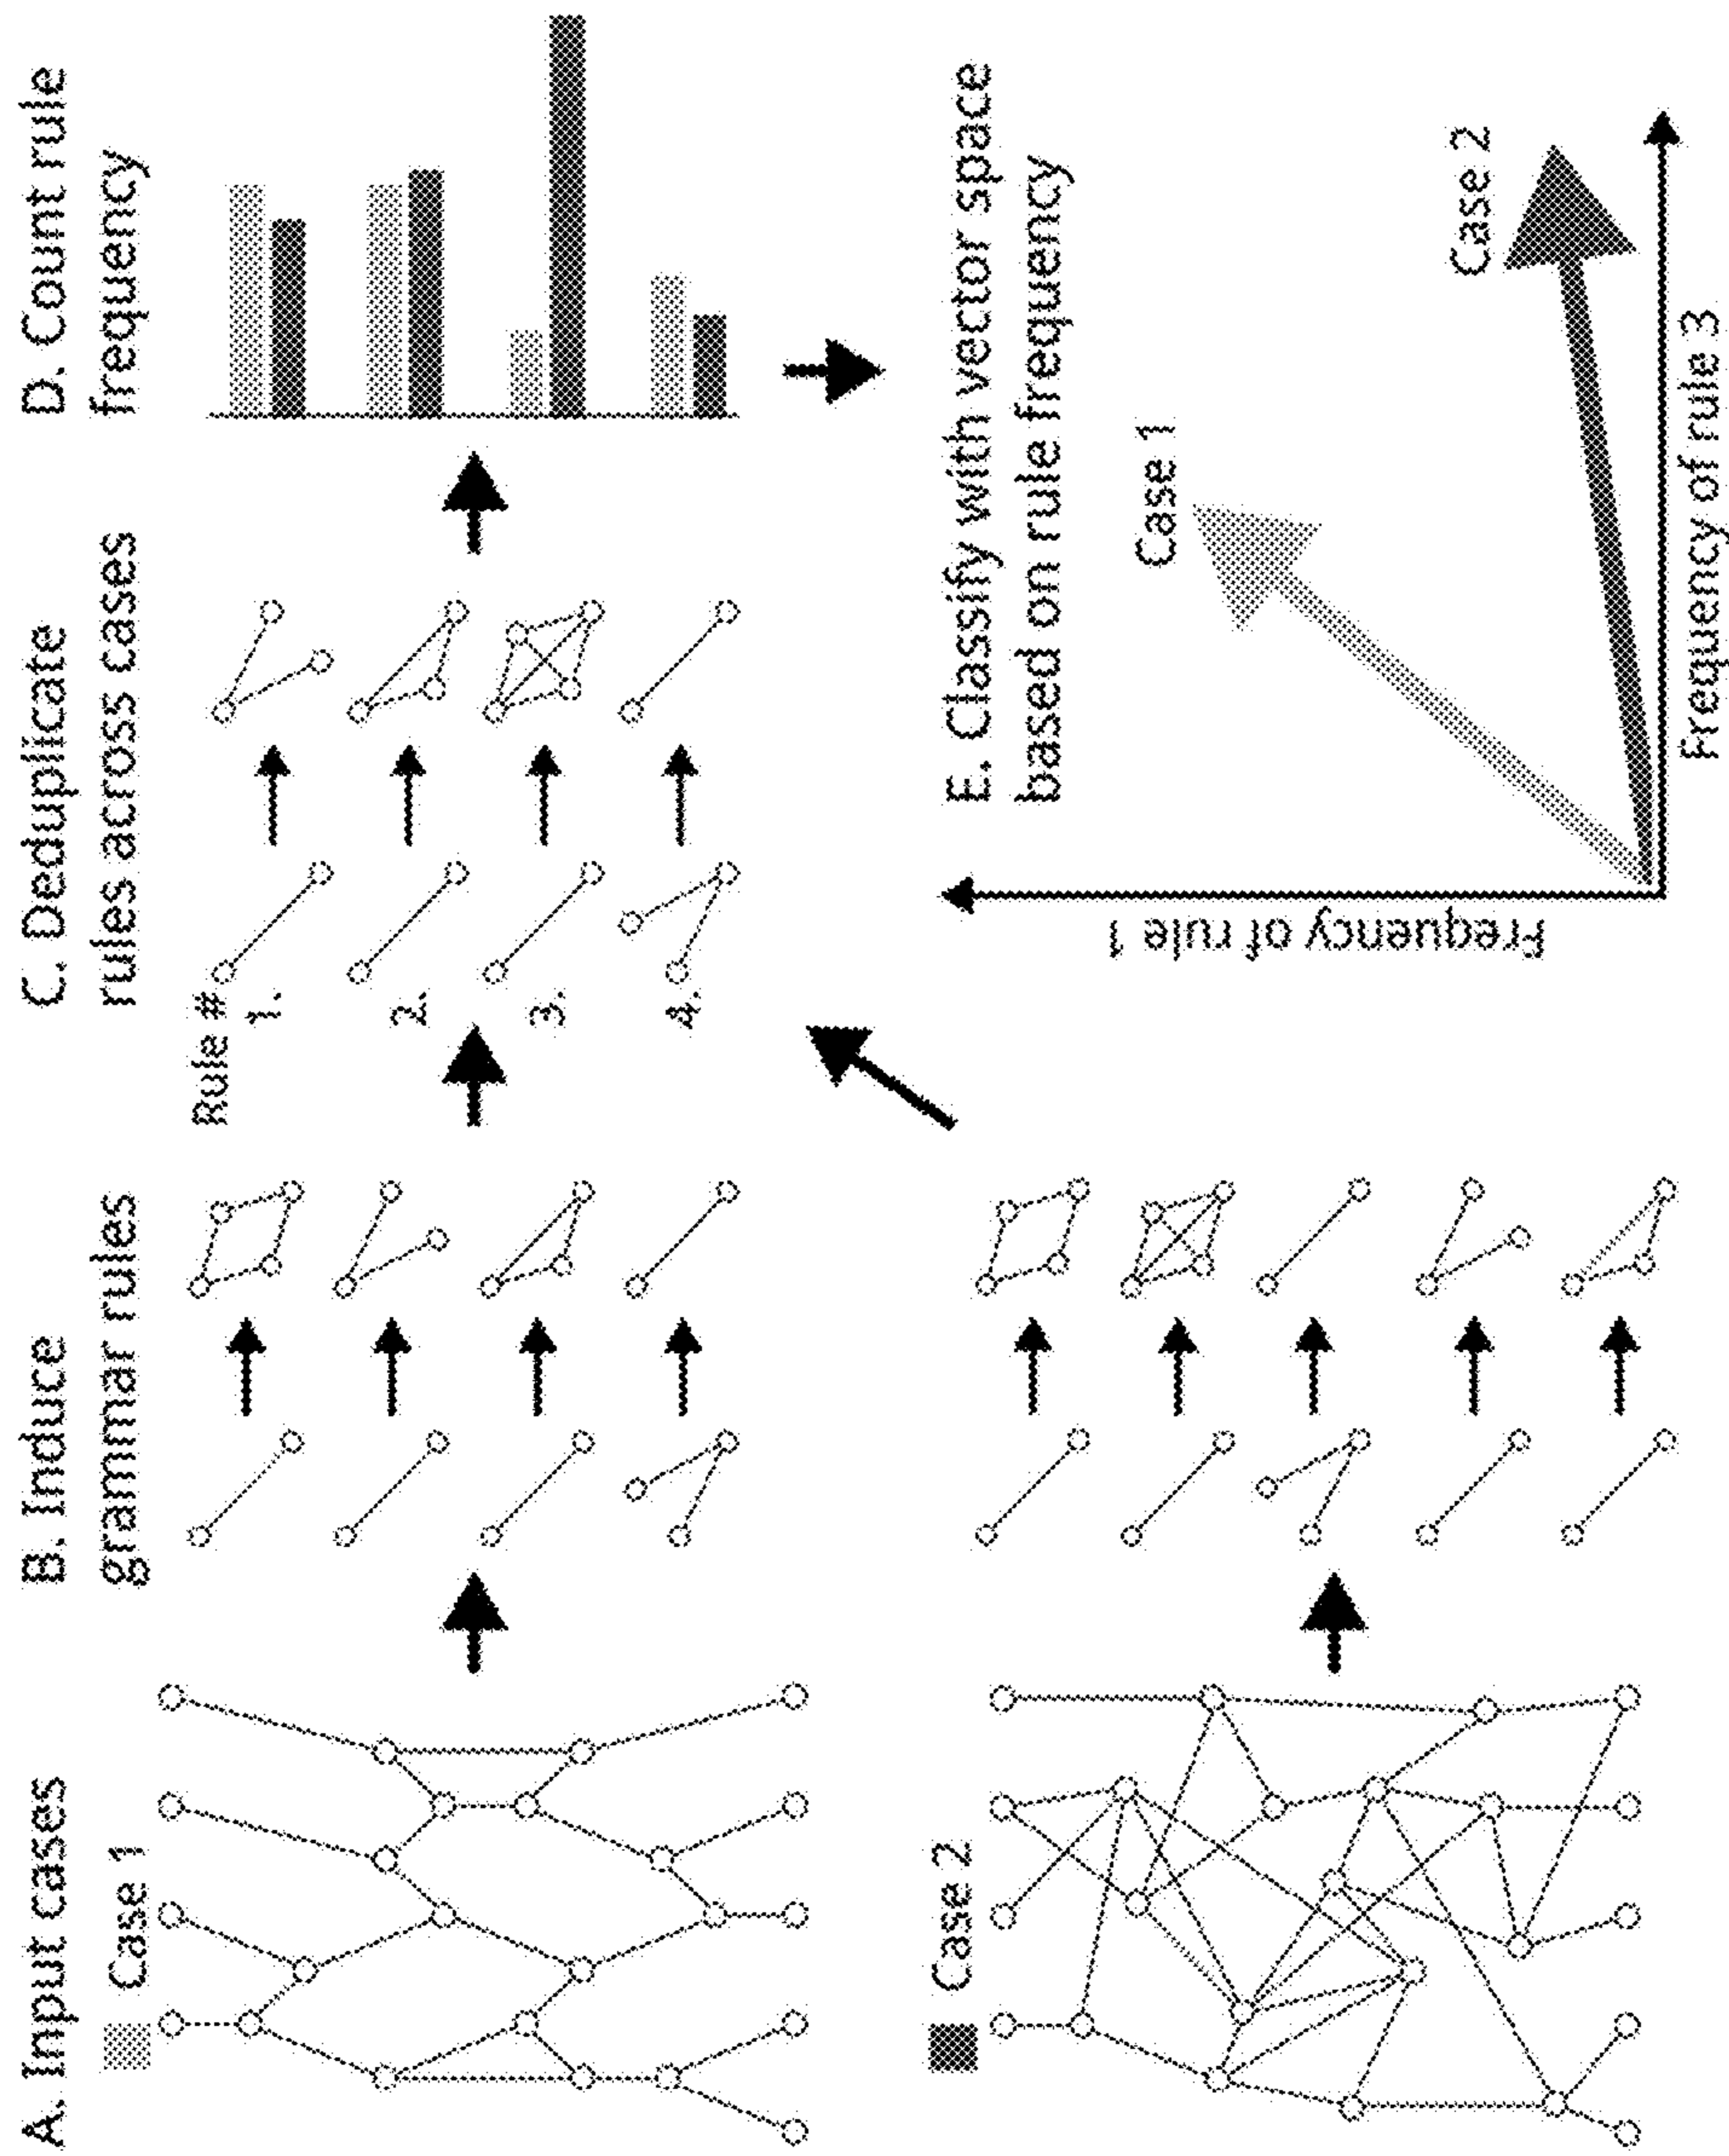 A. Input cases
Case 1
Case 2
B. Induce
grammar rules
C. Deduplicate
rules across cases
Rule #
1.
2.
3.
4.
D. Count rule
frequency
E. Classify with vector space
based on rule frequency
Case 1
Case 2
Frequency of rule 1
Frequency of rule 3